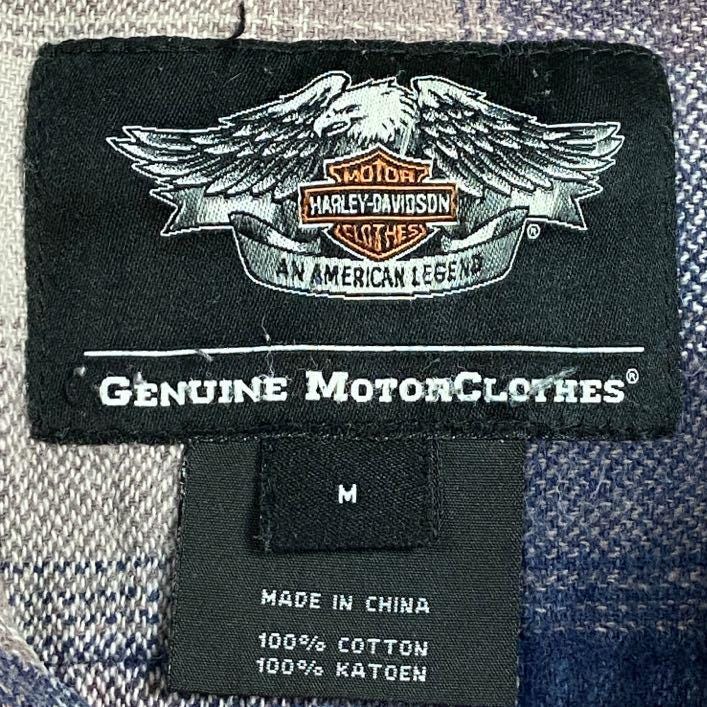 MOTOR
HARLEY-DAVIDSON
CLOTHES
®
AN AMERICAN LEGEND
GENUINE MOTORCLOTHES®
M
MADE IN CHINA
100% COTTON
100% KATOEN